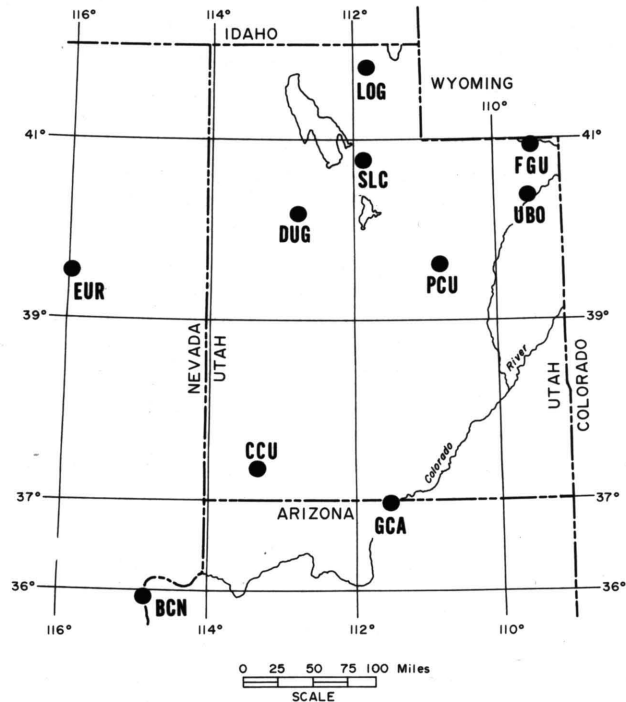 116°
114°
112°
IDAHO
LOG
WYOMING
110°
41°
41°
FGU
SLC
UBO
DUG
PCU
EUR
39°
39°
NEVADA
UTAH
River
UTAH
COLORADO
CCU
Colorado
37°
37°
ARIZONA
GCA
36°
36°
BCN
116°
114°
112°
110°
0 25 50 75 100 Miles
SCALE